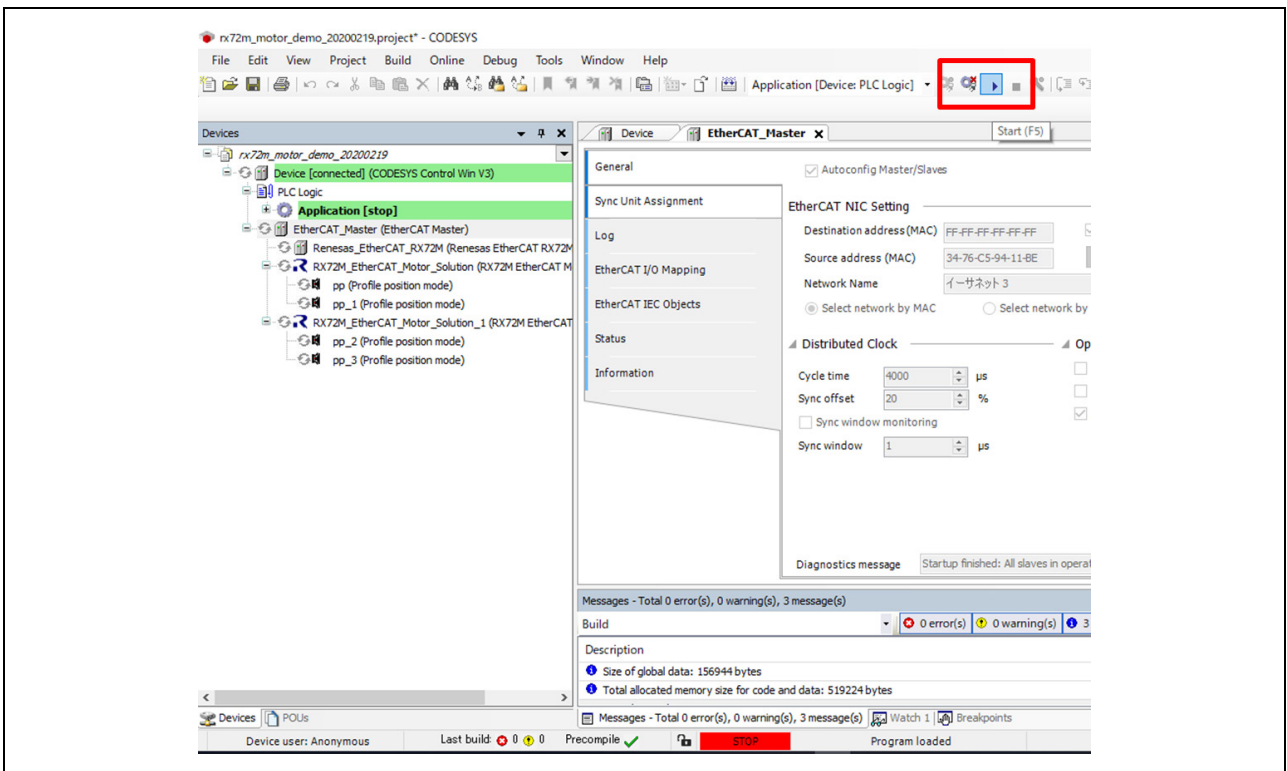 rx72m_motor_demo_20200219.project* - CODESYS
File Edit View Project Build Online Debug Tools Window Help
Application [Device: PLC Logic]
Start (F5)
Devices
rx72m_motor_demo_20200219
Device [connected] (CODESYS Control Win V3)
PLC Logic
Application [stop]
EtherCAT_Master (EtherCAT Master)
Renesas_EtherCAT_RX72M (Renesas EtherCAT RX72M
RX72M_EtherCAT_Motor_Solution (RX72M EtherCAT M
pp (Profile position mode)
pp_1 (Profile position mode)
RX72M_EtherCAT_Motor_Solution_1 (RX72M EtherCAT
pp_2 (Profile position mode)
pp_3 (Profile position mode)
Devices POUs
Device EtherCAT_Master
General
Sync Unit Assignment
Log
EtherCAT I/O Mapping
EtherCAT IEC Objects
Status
Information
Autoconfig Master/Slaves
EtherCAT NIC Setting
Destination address (MAC) FF-FF-FF-FF-FF-FF
Source address (MAC) 34-76-C5-94-11-BE
Network Name イーサネット 3
Select network by MAC Select network by
Distributed Clock Op
Cycle time 4000 µs
Sync offset 20 %
Sync window monitoring
Sync window 1 µs
Diagnostics message Startup finished: All slaves in operat
Messages - Total 0 error(s), 0 warning(s), 3 message(s)
Build 0 error(s) 0 warning(s) 3
Description
Size of global data: 156944 bytes
Total allocated memory size for code and data: 519224 bytes
Messages - Total 0 error(s), 0 warning(s), 3 message(s) Watch 1 Breakpoints
Device user: Anonymous Last build: 0 0 Precompile STOP Program loaded